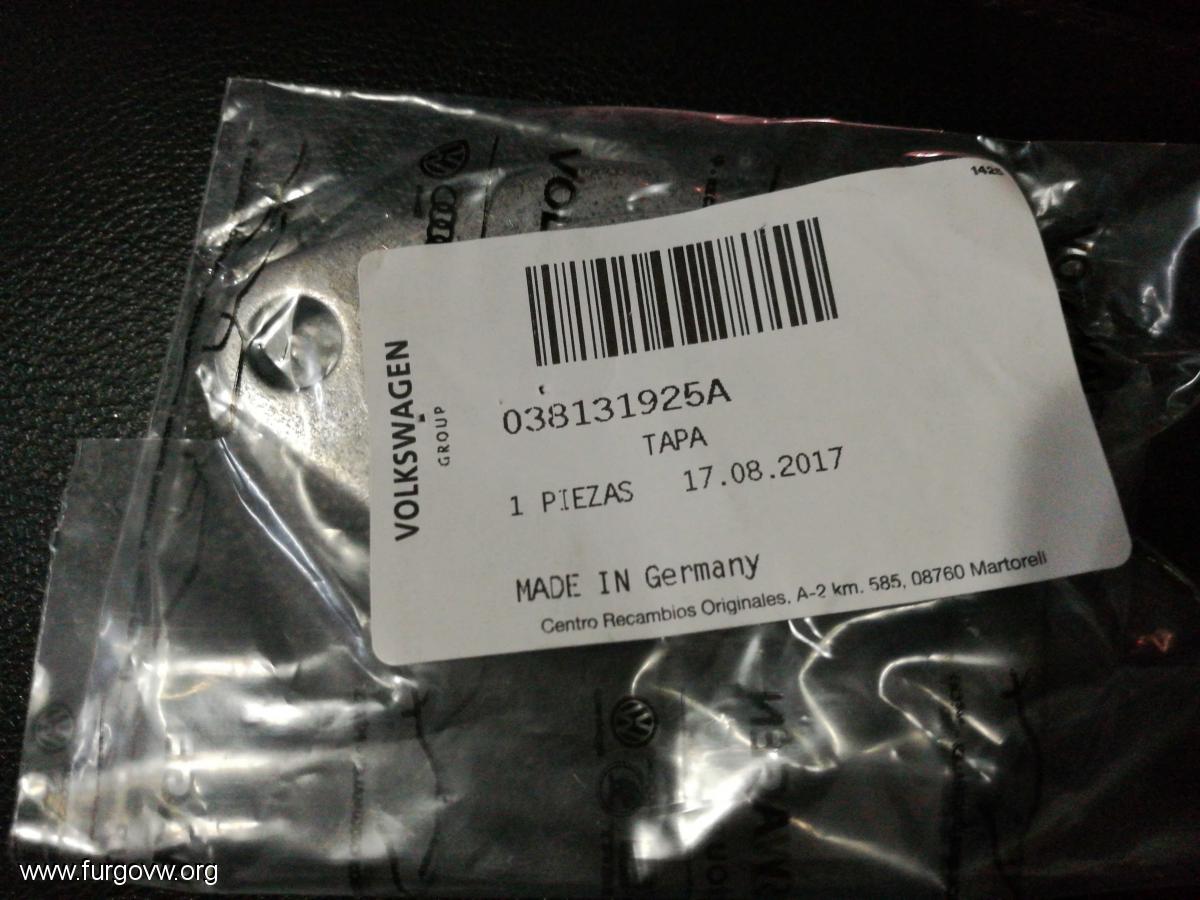 1428
VOLKSWAGEN
GROUP
038131925A
TAPA
1 PIEZAS 17.08.2017
MADE IN Germany
Centro Recambios Originales, A-2 km. 585, 08760 Martorell
VOL
www.furgovw.org